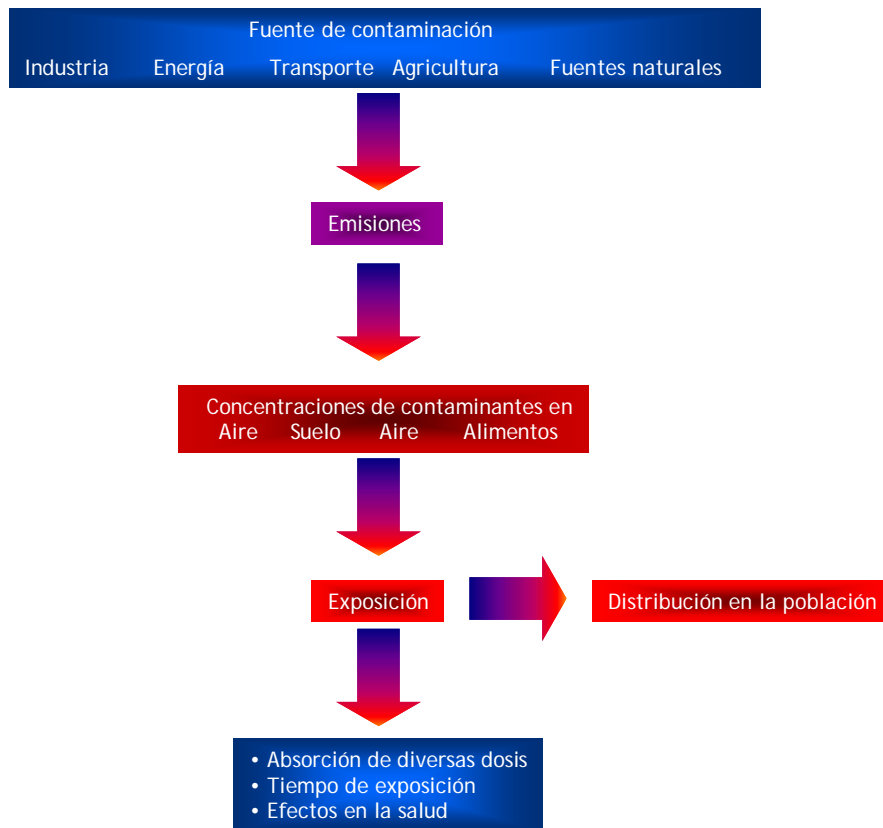 Fuente de contaminación
Industria Energía Transporte Agricultura Fuentes naturales
Emisiones
Concentraciones de contaminantes en
Aire Suelo Aire Alimentos
Exposición Distribución en la población
• Absorción de diversas dosis
• Tiempo de exposición
• Efectos en la salud